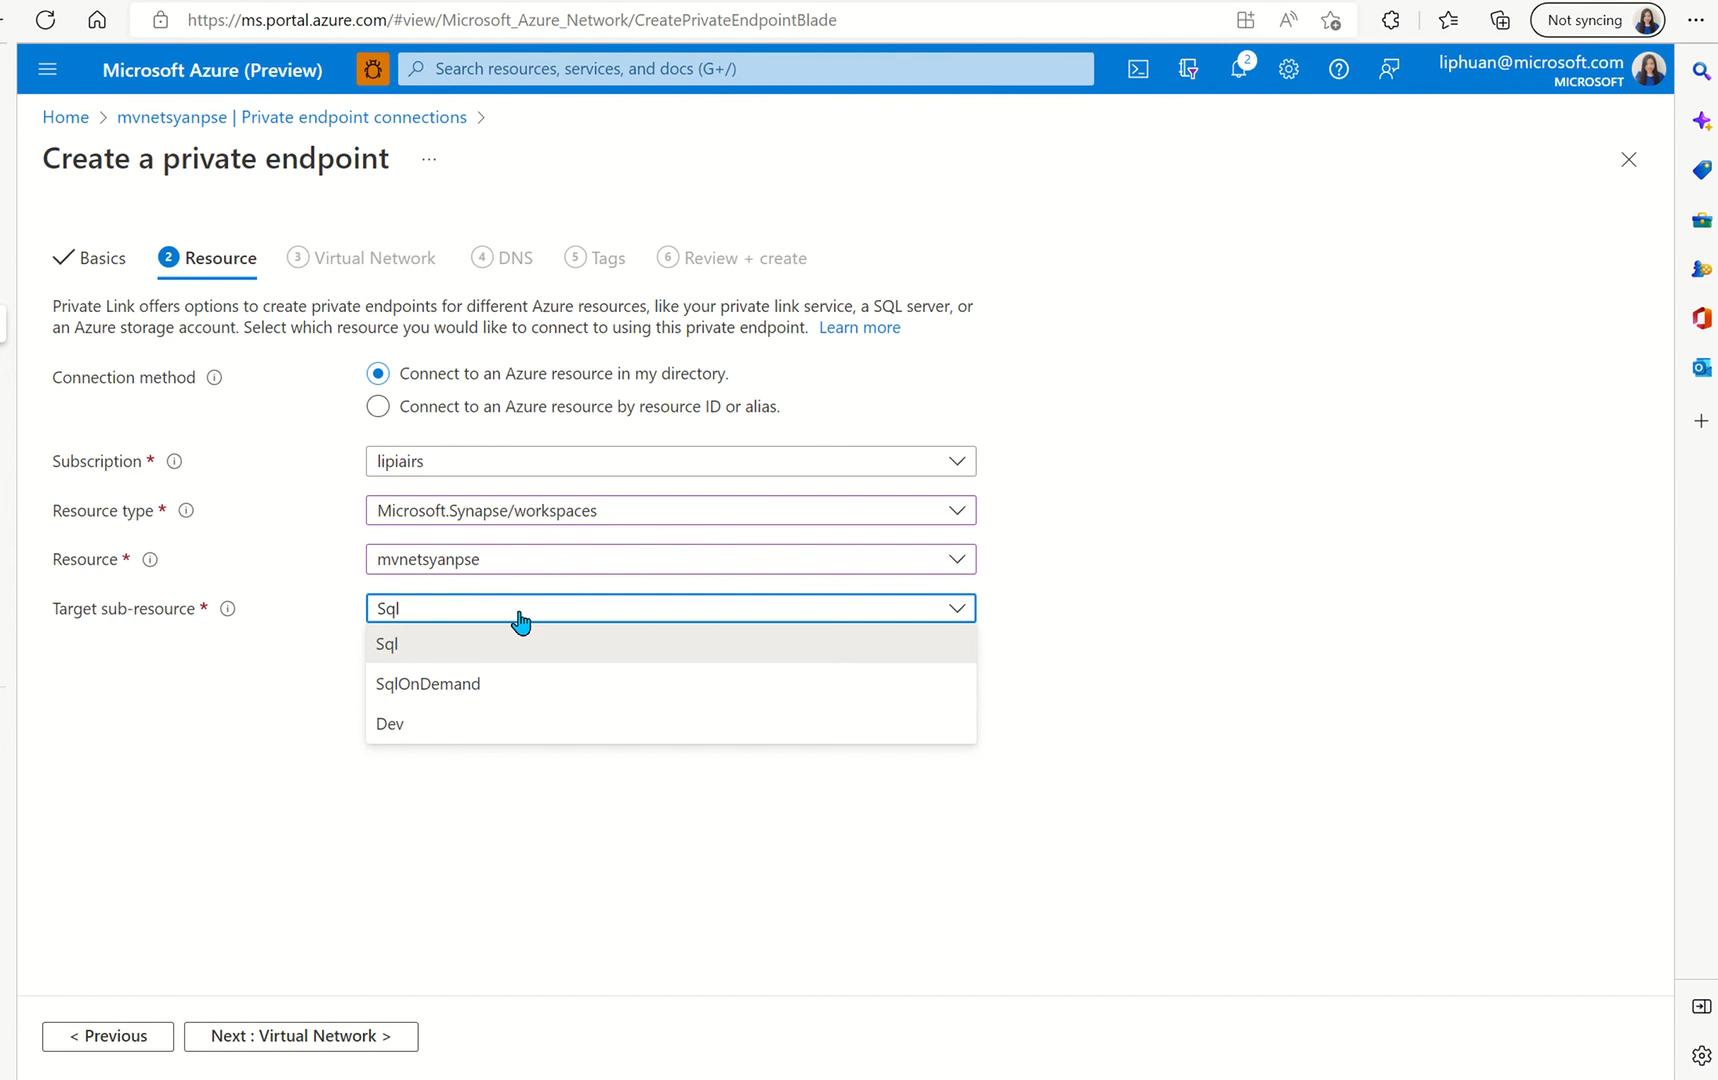 https://ms.portal.azure.com/#view/Microsoft_Azure_Network/CreatePrivateEndpointBlade
Not syncing
Microsoft Azure (Preview)
Search resources, services, and docs (G+/)
2
liphuan@microsoft.com
MICROSOFT
Home > mvnetsyanpse | Private endpoint connections >
Create a private endpoint ...
Basics 2 Resource 3 Virtual Network 4 DNS 5 Tags 6 Review + create
Private Link offers options to create private endpoints for different Azure resources, like your private link service, a SQL server, or
an Azure storage account. Select which resource you would like to connect to using this private endpoint. Learn more
Connection method
Connect to an Azure resource in my directory.
Connect to an Azure resource by resource ID or alias.
Subscription *
lipiairs
Resource type *
Microsoft.Synapse/workspaces
Resource *
mvnetsyanpse
Target sub-resource *
Sql
Sql
SqlOnDemand
Dev
< Previous
Next : Virtual Network >